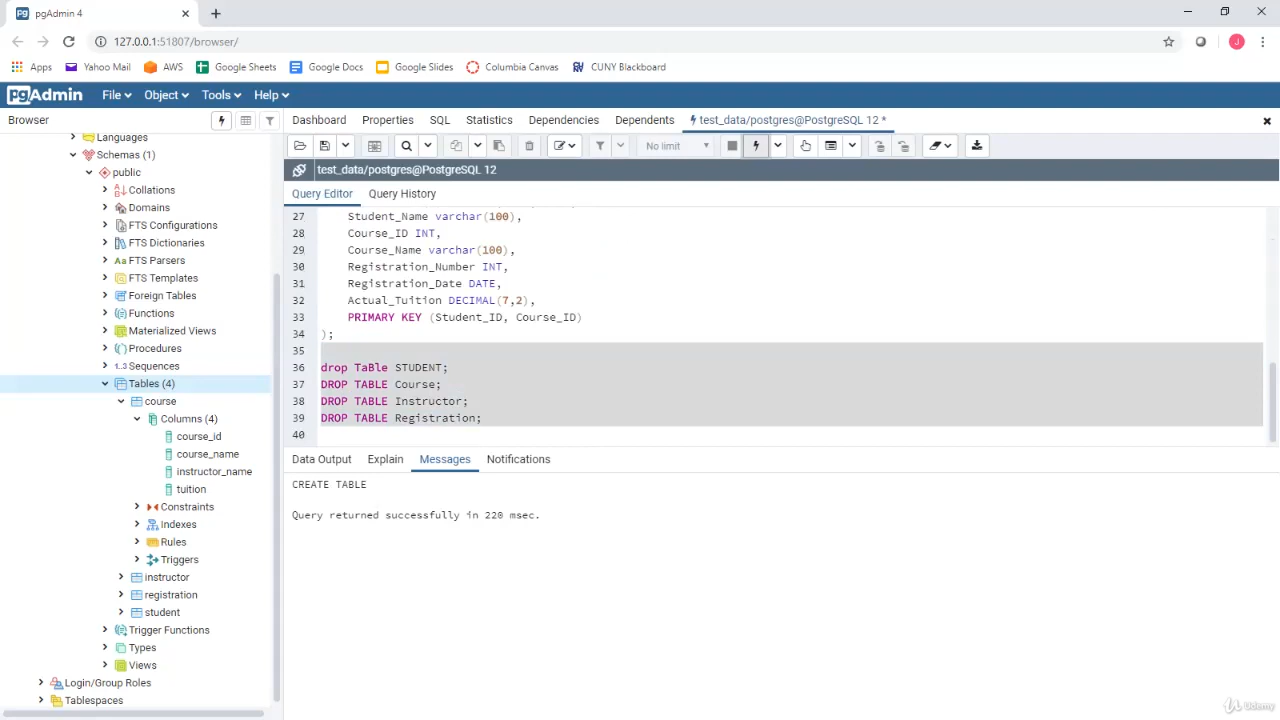 pgAdmin 4
127.0.0.1:51807/browser/
Apps Yahoo Mail AWS Google Sheets Google Docs Google Slides Columbia Canvas CUNY Blackboard
pgAdmin File Object Tools Help
Browser
Dashboard Properties SQL Statistics Dependencies Dependents test_data/postgres@PostgreSQL 12 *
No limit
test_data/postgres@PostgreSQL 12
Query Editor Query History
Languages
Schemas (1)
public
Collations
Domains
FTS Configurations
FTS Dictionaries
Aa FTS Parsers
FTS Templates
Foreign Tables
Functions
Materialized Views
Procedures
1..3 Sequences
Tables (4)
course
Columns (4)
course_id
course_name
instructor_name
tuition
Constraints
Indexes
Rules
Triggers
instructor
registration
student
Trigger Functions
Types
Views
Login/Group Roles
Tablespaces
27 Student_Name varchar(100),
28 Course_ID INT,
29 Course_Name varchar(100),
30 Registration_Number INT,
31 Registration_Date DATE,
32 Actual_Tuition DECIMAL(7,2),
33 PRIMARY KEY (Student_ID, Course_ID)
34 );
35
36 drop TaBle STUDENT;
37 DROP TABLE Course;
38 DROP TABLE Instructor;
39 DROP TABLE Registration;
40
Data Output Explain Messages Notifications
CREATE TABLE
Query returned successfully in 220 msec.
J
Udemy